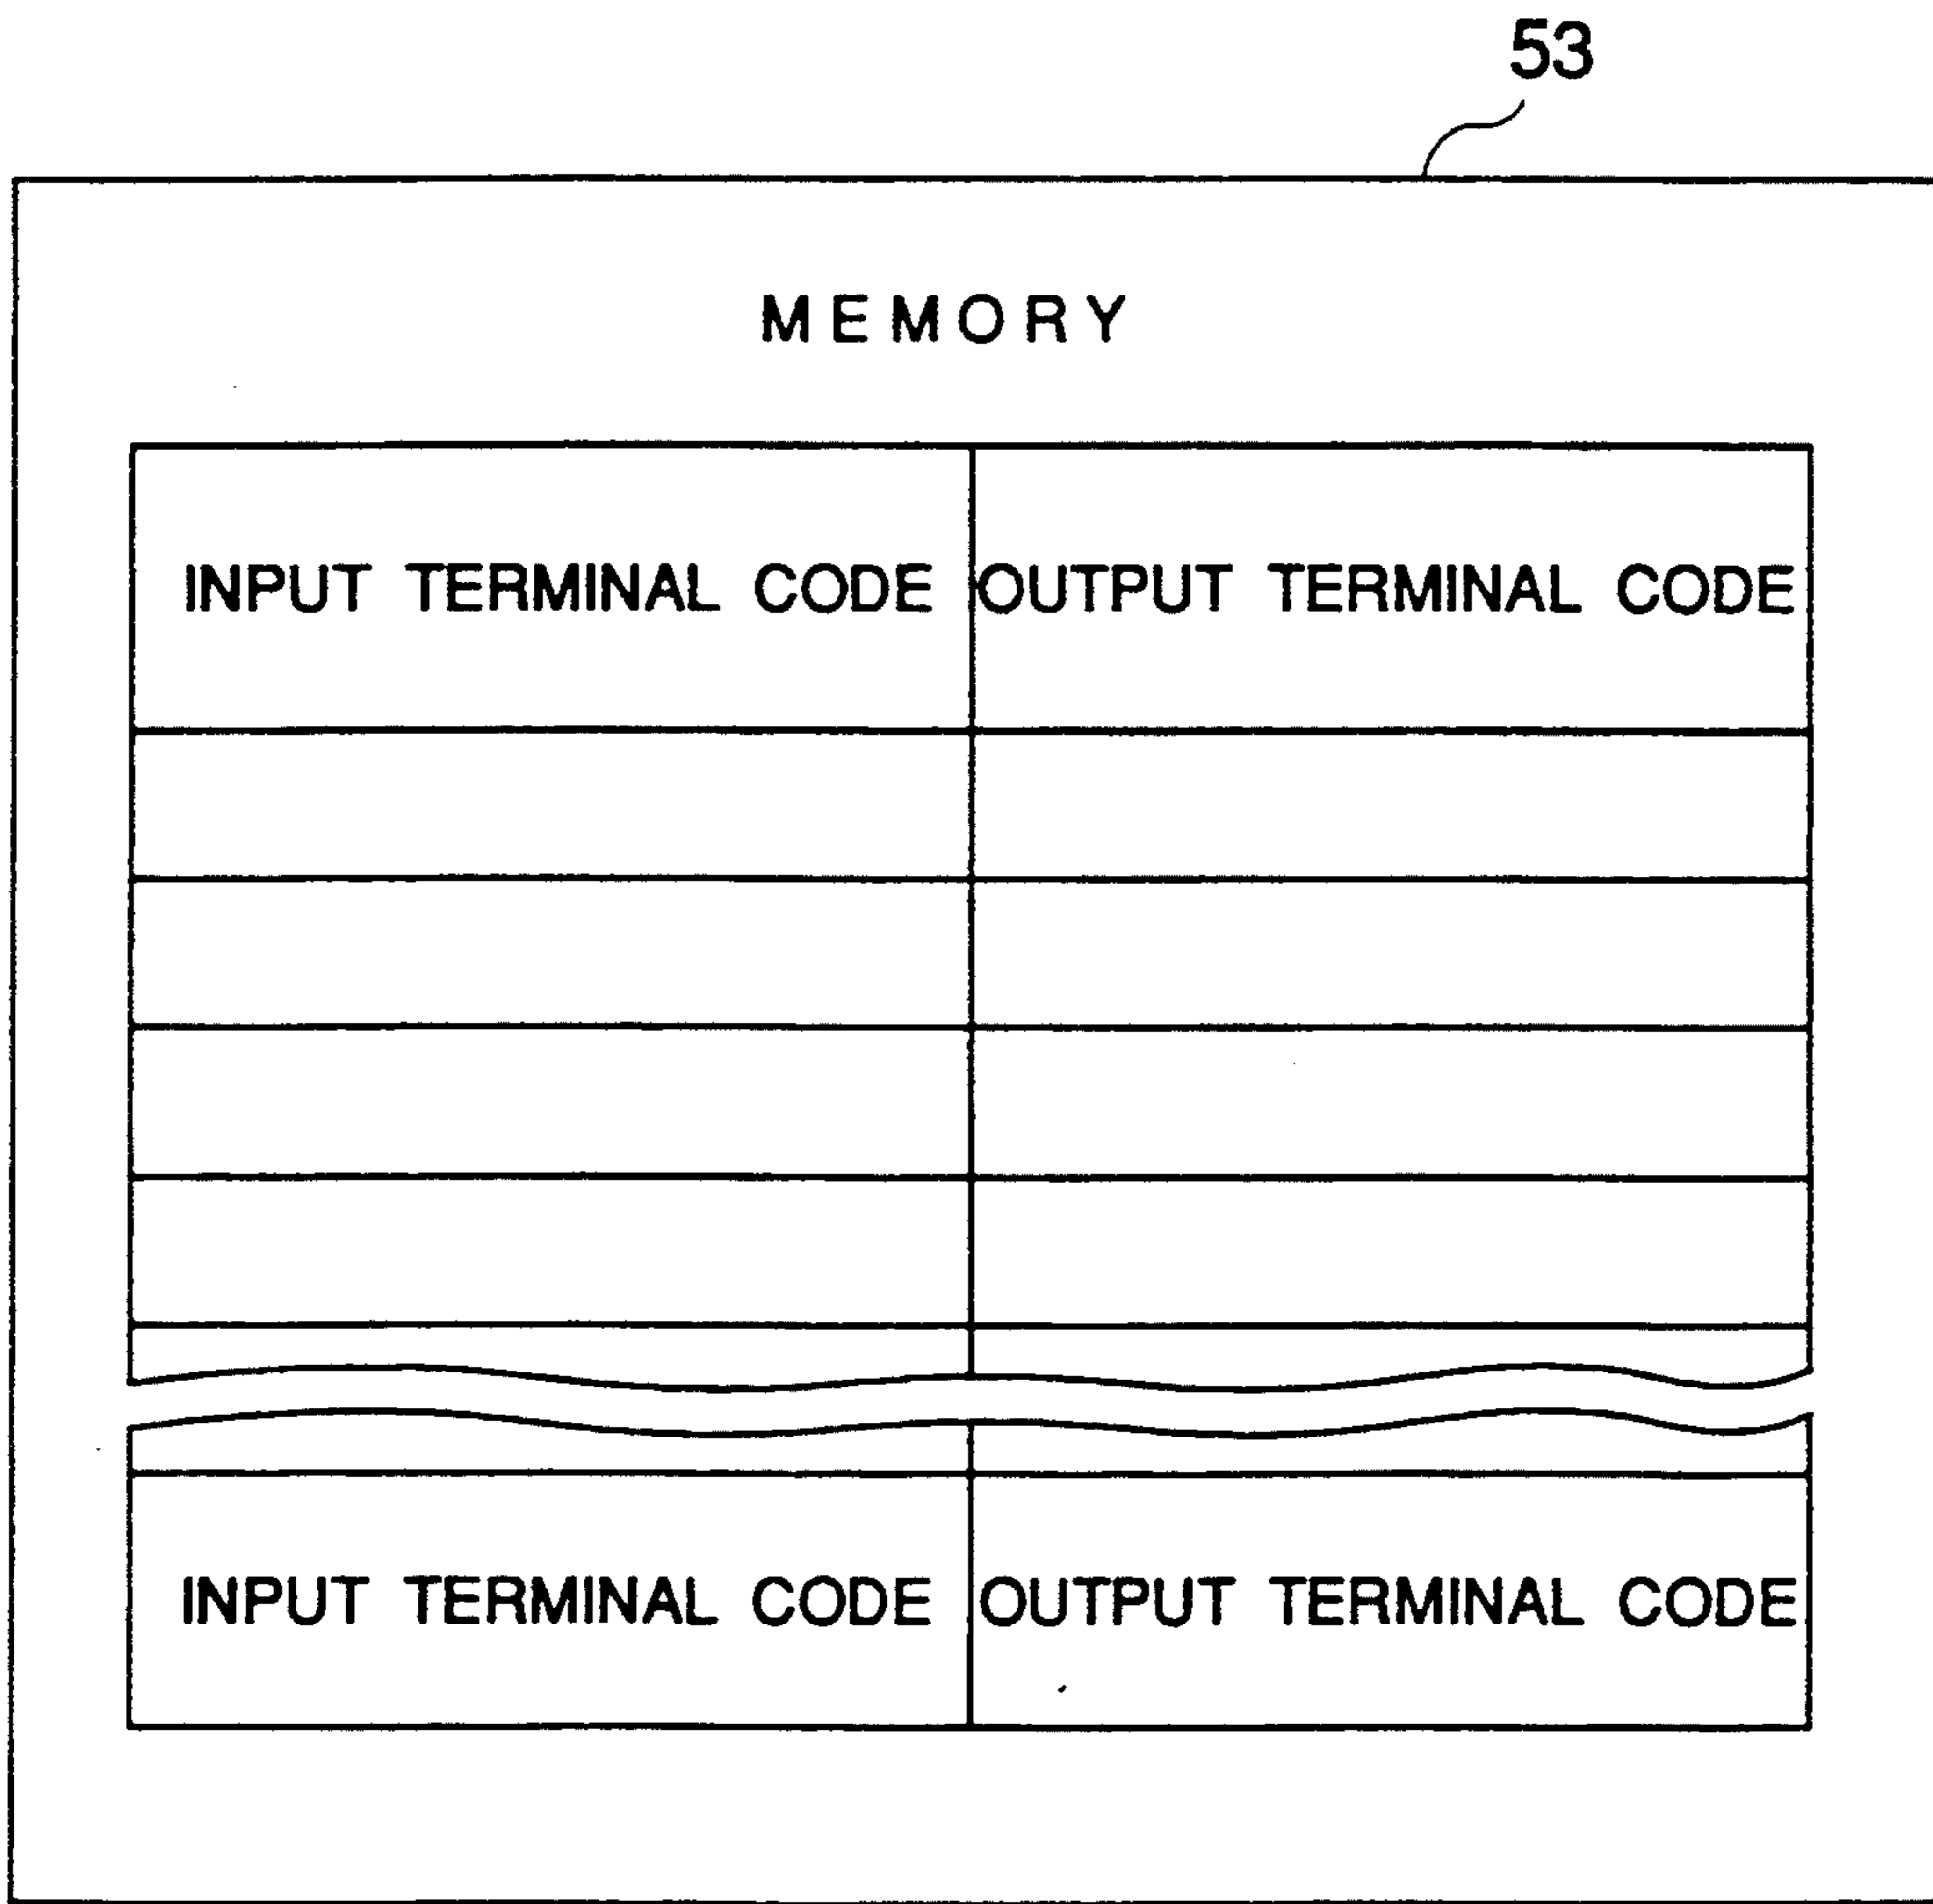 53
MEMORY
INPUT TERMINAL CODE OUTPUT TERMINAL CODE
INPUT TERMINAL CODE OUTPUT TERMINAL CODE